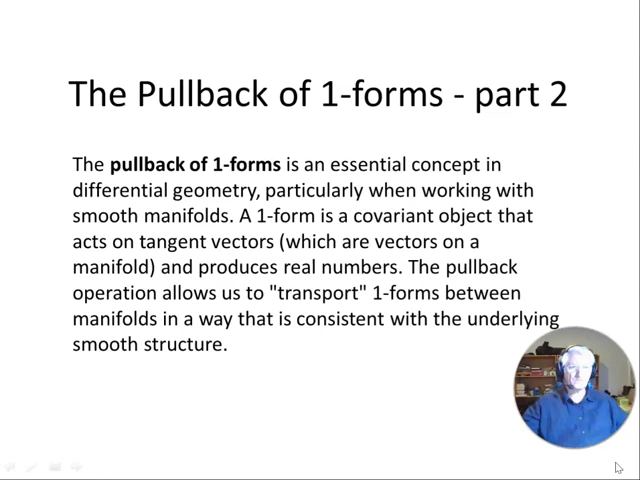 The Pullback of 1-forms - part 2
The pullback of 1-forms is an essential concept in
differential geometry, particularly when working with
smooth manifolds. A 1-form is a covariant object that
acts on tangent vectors (which are vectors on a
manifold) and produces real numbers. The pullback
operation allows us to "transport" 1-forms between
manifolds in a way that is consistent with the underlying
smooth structure.